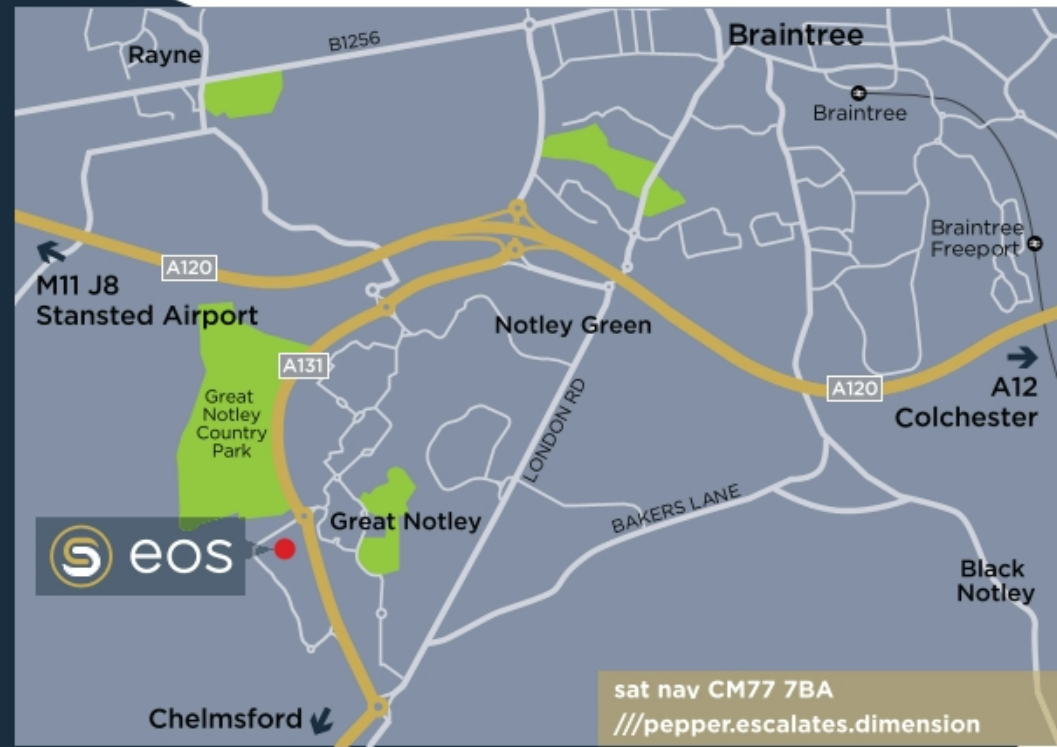 Rayne
B1256
Braintree
Braintree
Braintree
Freeport
A120
M11 J8
Stansted Airport
Notley Green
A131
Great
Notley
Country
Park
A120
A12
Colchester
LONDON RD
BAKERS LANE
Great Notley
S eos
Black
Notley
Chelmsford
sat nav CM77 7BA
///pepper.escalates.dimension